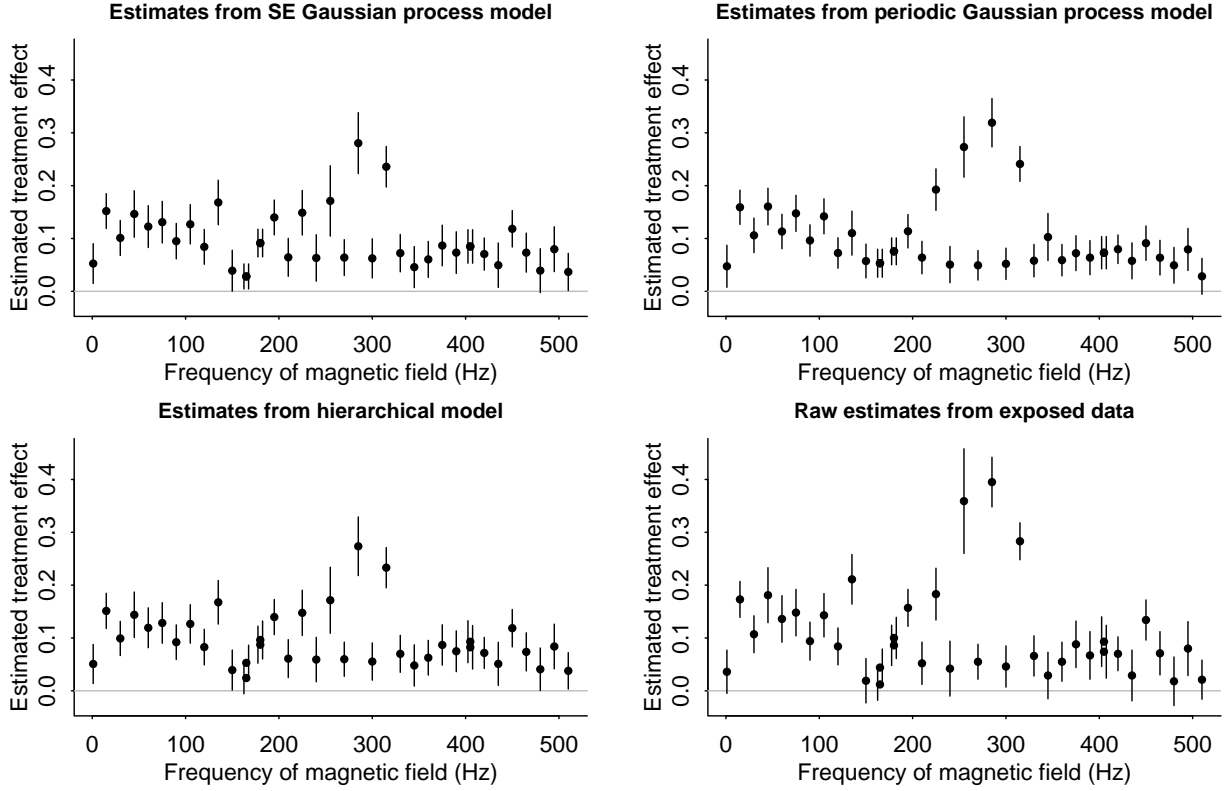 Estimates from SE Gaussian process model
Estimated treatment effect
0.0 0.1 0.2 0.3 0.4
0 100 200 300 400 500
Frequency of magnetic field (Hz)
Estimates from periodic Gaussian process model
Estimated treatment effect
0.0 0.1 0.2 0.3 0.4
0 100 200 300 400 500
Frequency of magnetic field (Hz)
Estimates from hierarchical model
Estimated treatment effect
0.0 0.1 0.2 0.3 0.4
0 100 200 300 400 500
Frequency of magnetic field (Hz)
Raw estimates from exposed data
Estimated treatment effect
0.0 0.1 0.2 0.3 0.4
0 100 200 300 400 500
Frequency of magnetic field (Hz)